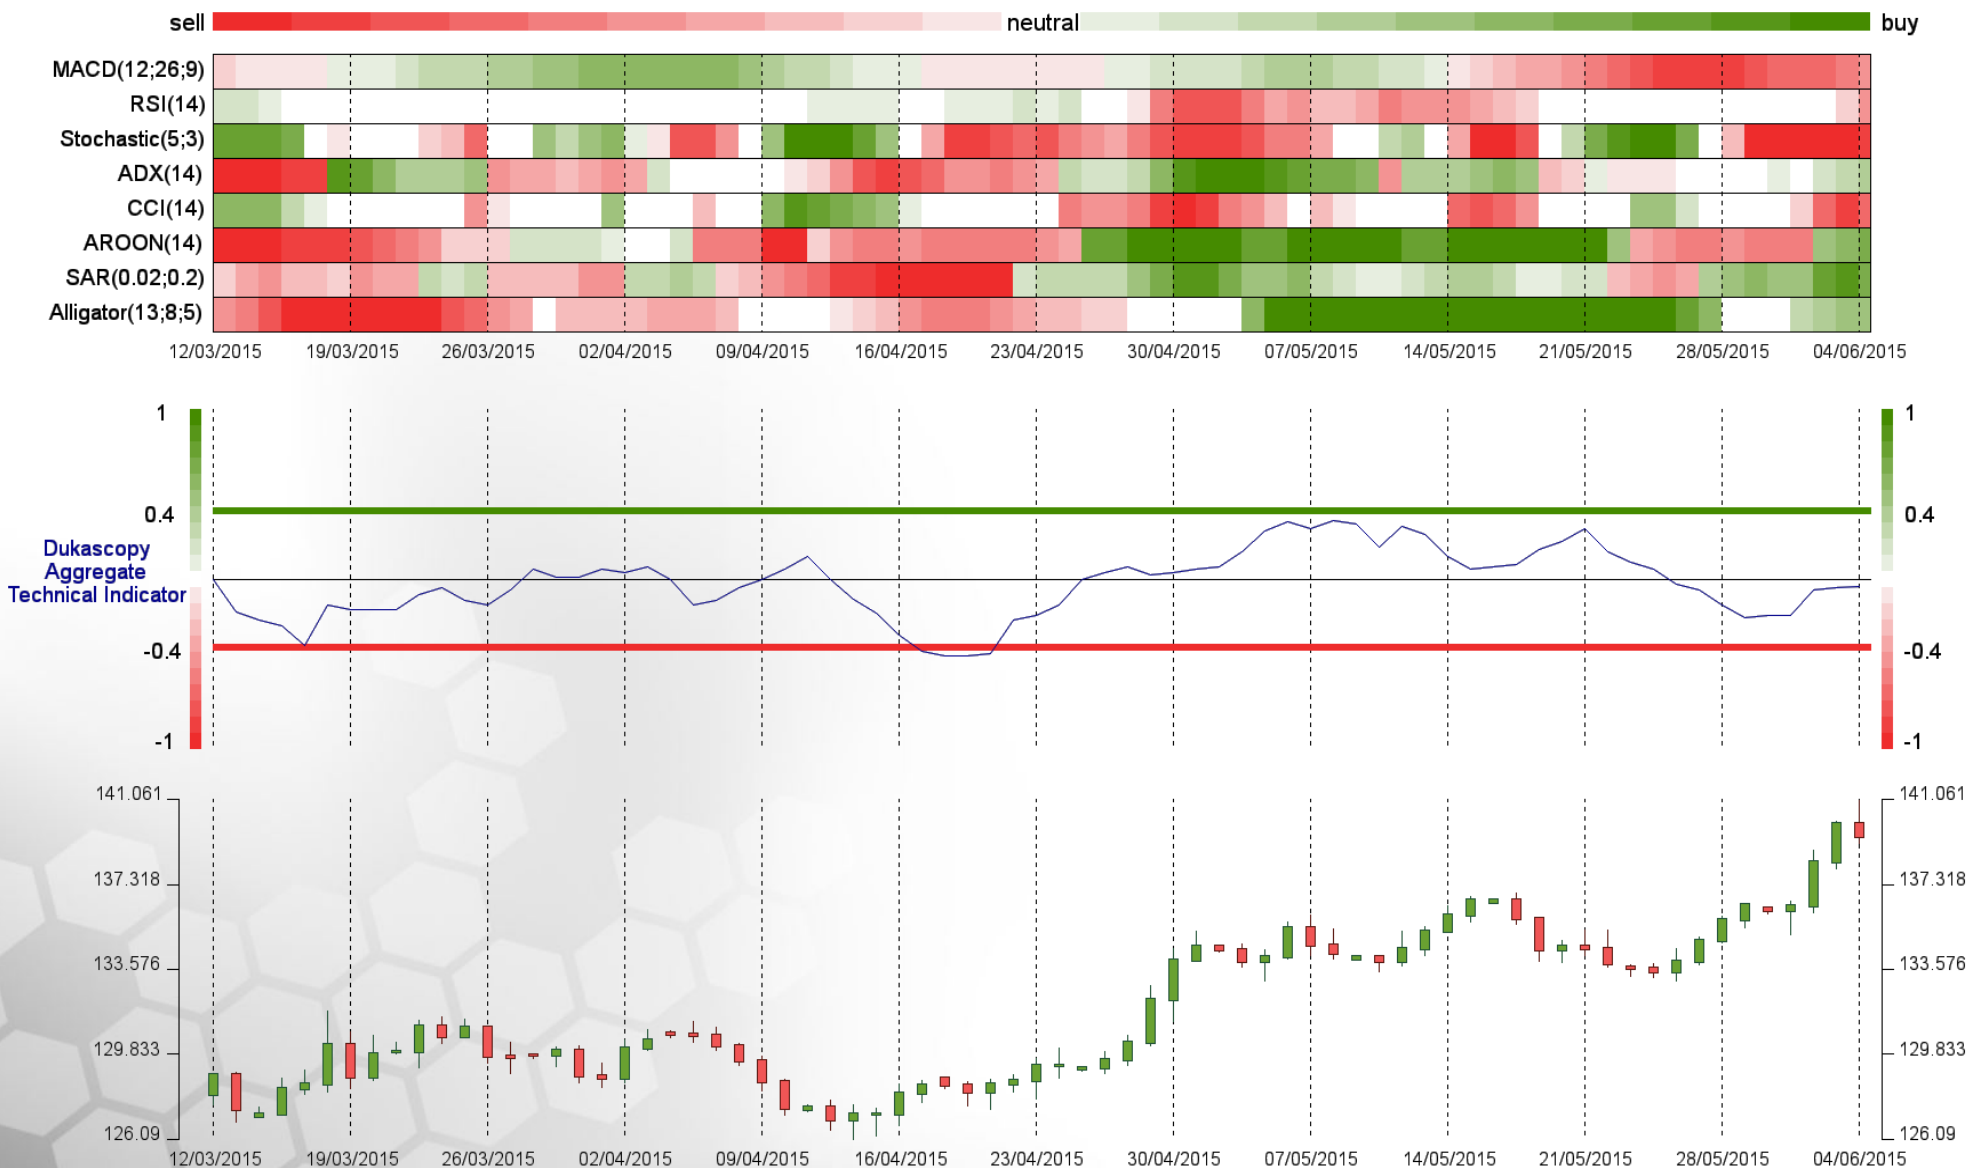 sell neutral buy
MACD(12;26;9)
RSI(14)
Stochastic(5;3)
ADX(14)
CCI(14)
AROON(14)
SAR(0.02;0.2)
Alligator(13;8;5)
12/03/2015 19/03/2015 26/03/2015 02/04/2015 09/04/2015 16/04/2015 23/04/2015 30/04/2015 07/05/2015 14/05/2015 21/05/2015 28/05/2015 04/06/2015
1 1
0.4 0.4
Dukascopy
Aggregate
Technical Indicator
-0.4 -0.4
-1 -1
141.061 141.061
137.318 137.318
133.576 133.576
129.833 129.833
126.09 126.09
12/03/2015 19/03/2015 26/03/2015 02/04/2015 09/04/2015 16/04/2015 23/04/2015 30/04/2015 07/05/2015 14/05/2015 21/05/2015 28/05/2015 04/06/2015